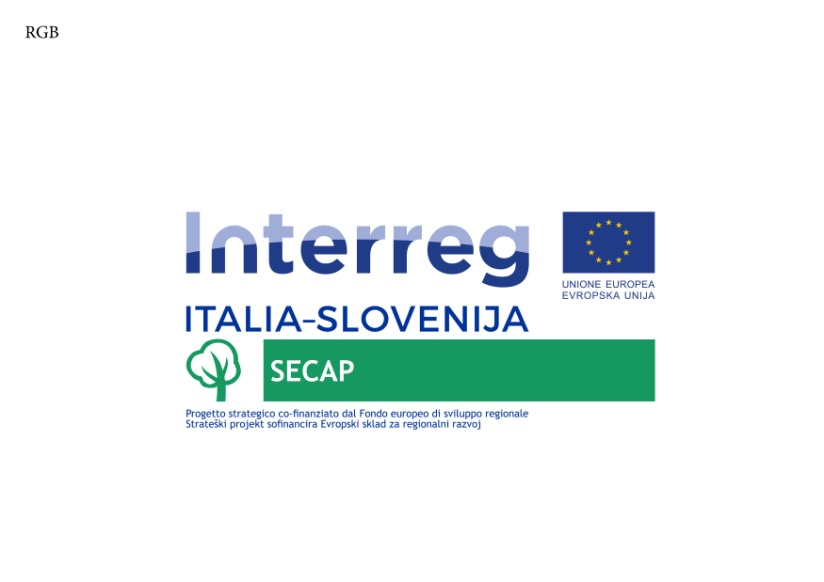 RGB
Interreg
UNIONE EUROPEA
EVROPSKA UNIJA
ITALIA-SLOVENIJA
SECAP
Progetto strategico co-finanziato dal Fondo europeo di sviluppo regionale
Strateški projekt sofinancira Evropski sklad za regionalni razvoj